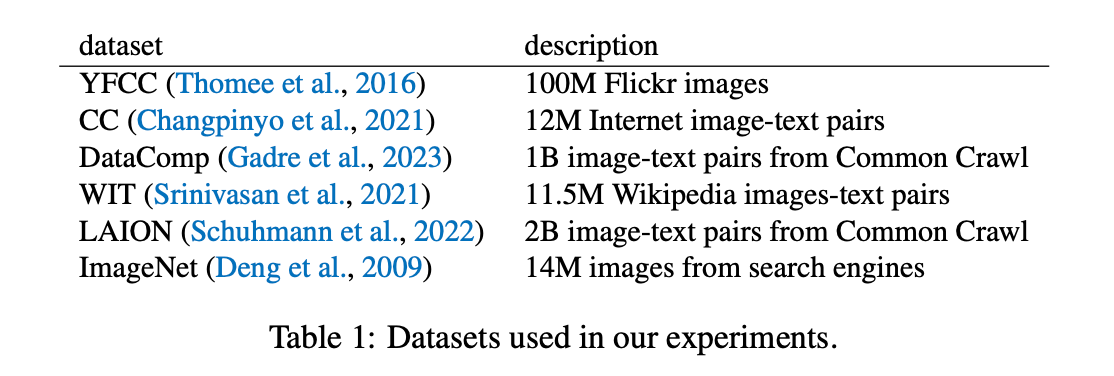 dataset description
YFCC (Thomee et al., 2016) 100M Flickr images
CC (Changpinyo et al., 2021) 12M Internet image-text pairs
DataComp (Gadre et al., 2023) 1B image-text pairs from Common Crawl
WIT (Srinivasan et al., 2021) 11.5M Wikipedia images-text pairs
LAION (Schuhmann et al., 2022) 2B image-text pairs from Common Crawl
ImageNet (Deng et al., 2009) 14M images from search engines
Table 1: Datasets used in our experiments.